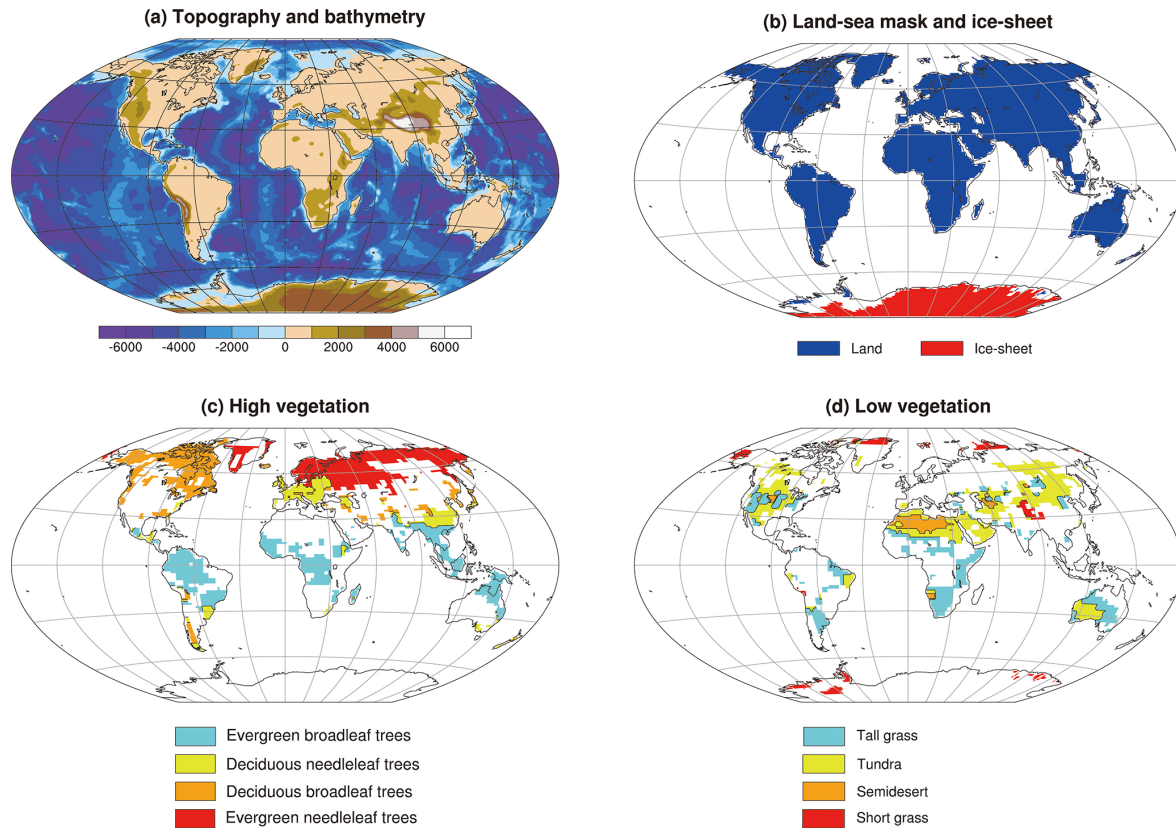 (a) Topography and bathymetry
(b) Land-sea mask and ice-sheet
-6000 -4000 -2000 0 2000 4000 6000
Land Ice-sheet
(c) High vegetation
(d) Low vegetation
Evergreen broadleaf trees
Deciduous needleleaf trees
Deciduous broadleaf trees
Evergreen needleleaf trees
Tall grass
Tundra
Semidesert
Short grass